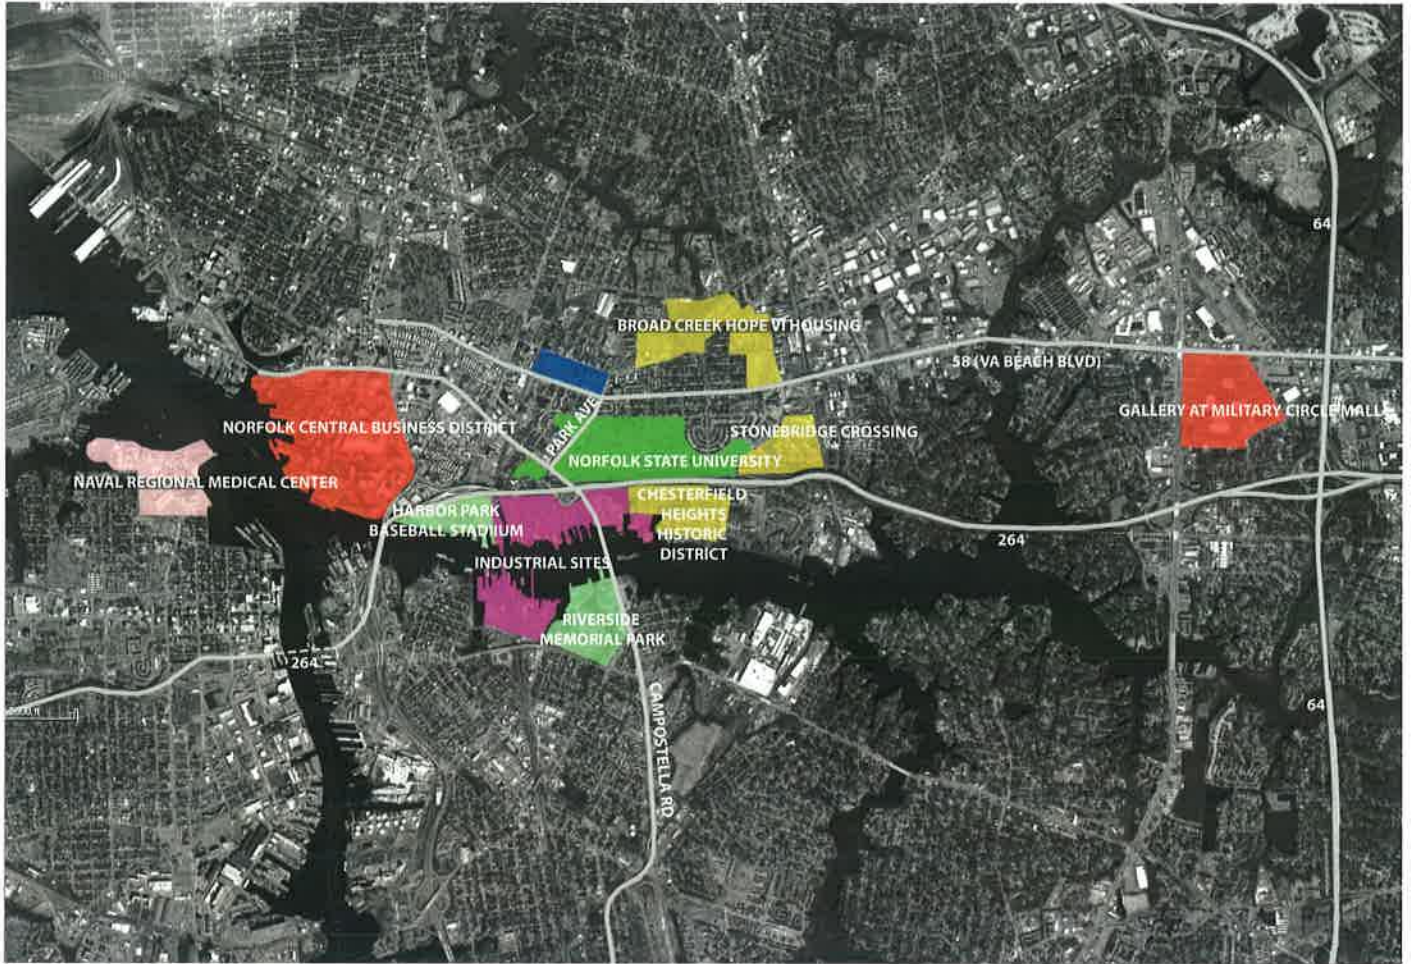 64
BROAD CREEK HOPE VI HOUSING
58 (VA BEACH BLVD)
GALLERY AT MILITARY CIRCLE MALL
PARK AVE
NORFOLK CENTRAL BUSINESS DISTRICT
STONEBRIDGE CROSSING
NORFOLK STATE UNIVERSITY
NAVAL REGIONAL MEDICAL CENTER
CHESTERFIELD
HEIGHTS
HISTORIC
DISTRICT
HARBOR PARK
BASEBALL STADIUM
264
INDUSTRIAL SITES
RIVERSIDE
MEMORIAL PARK
264
CAMPOSTELLA RD
64